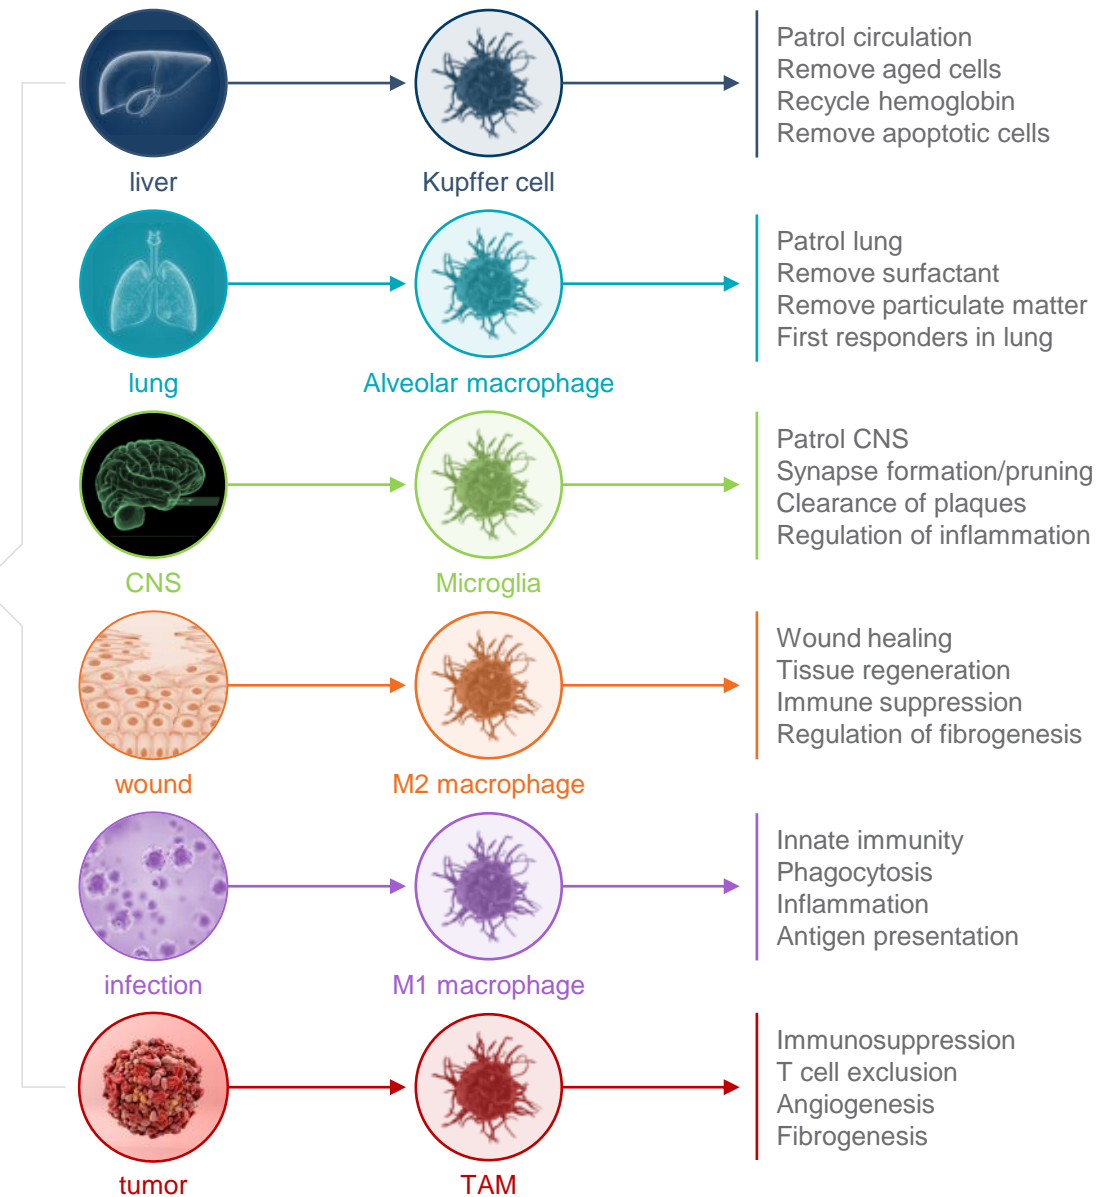 liver
Kupffer cell
Patrol circulation
Remove aged cells
Recycle hemoglobin
Remove apoptotic cells
lung
Alveolar macrophage
Patrol lung
Remove surfactant
Remove particulate matter
First responders in lung
CNS
Microglia
Patrol CNS
Synapse formation/pruning
Clearance of plaques
Regulation of inflammation
wound
M2 macrophage
Wound healing
Tissue regeneration
Immune suppression
Regulation of fibrogenesis
infection
M1 macrophage
Innate immunity
Phagocytosis
Inflammation
Antigen presentation
tumor
TAM
Immunosuppression
T cell exclusion
Angiogenesis
Fibrogenesis